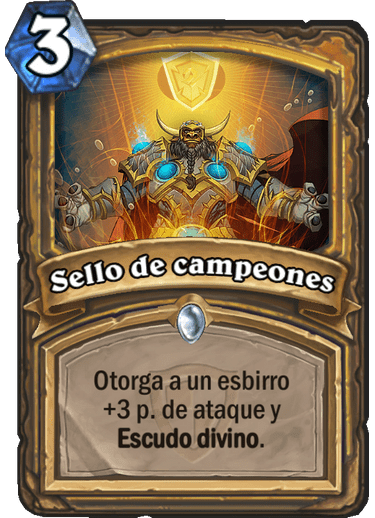 3
Sello de campeones
Otorga a un esbirro
+3 p. de ataque y
Escudo divino.